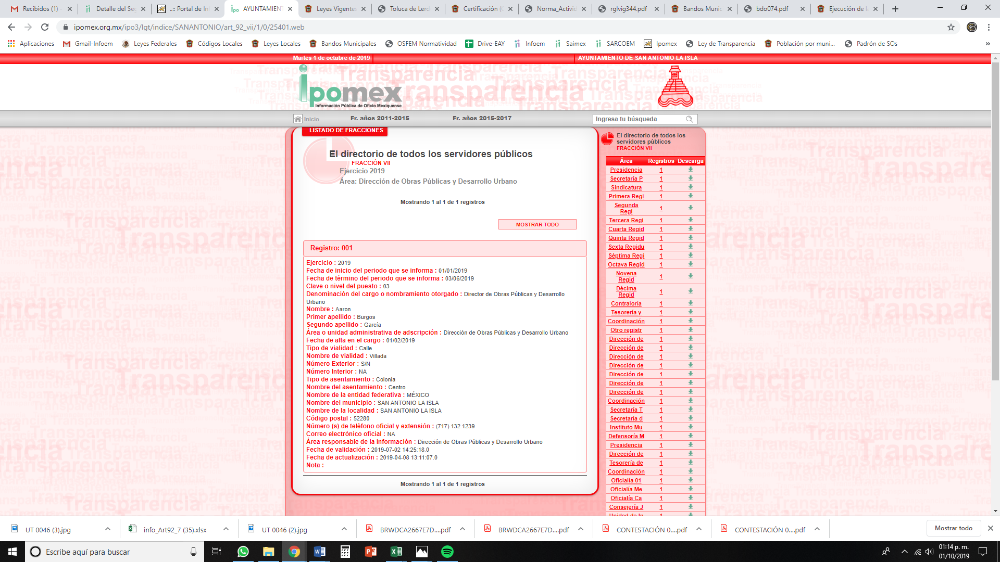 Recibidos (1) -
Detalle del Seg
..:: Portal de Inf
AYUNTAMIENT
Leyes Vigentes
Toluca de Lerd
Certificación (
Norma_Activid
rglvig344.pdf
Bandos Munic
bdo074.pdf
Ejecución de l
ipomex.org.mx/ipo3/lgt/indice/SANANTONIO/art_92_vii/1/0/25401.web
Aplicaciones
Gmail-Infoem
Leyes Federales
Códigos Locales
Leyes Locales
Bandos Municipales
OSFEM Normatividad
Drive-EAY
Infoem
Saimex
SARCOEM
Ipomex
Ley de Transparencia
Población por muni...
Padrón de SOs
»
Martes 1 de octubre de 2019
AYUNTAMIENTO DE SAN ANTONIO LA ISLA
Transparencia
ipomex
Información Pública de Oficio Mexiquense
Inicio
Fr. años 2011-2015
Fr. años 2015-2017
Ingresa tu búsqueda
LISTADO DE FRACCIONES
El directorio de todos los servidores públicos
FRACCIÓN VII
Ejercicio 2019
Área: Dirección de Obras Públicas y Desarrollo Urbano
Mostrando 1 al 1 de 1 registros
MOSTRAR TODO
Registro: 001
Ejercicio : 2019
Fecha de inicio del periodo que se informa : 01/01/2019
Fecha de término del periodo que se informa : 03/06/2019
Clave o nivel del puesto : 03
Denominación del cargo o nombramiento otorgado : Director de Obras Públicas y Desarrollo
Urbano
Nombre : Aaron
Primer apellido : Burgos
Segundo apellido : García
Área o unidad administrativa de adscripción : Dirección de Obras Públicas y Desarrollo Urbano
Fecha de alta en el cargo : 01/02/2019
Tipo de vialidad : Calle
Nombre de vialidad : Villada
Número Exterior : S/N
Número Interior : NA
Tipo de asentamiento : Colonia
Nombre del asentamiento : Centro
Nombre de la entidad federativa : MÉXICO
Nombre del municipio : SAN ANTONIO LA ISLA
Nombre de la localidad : SAN ANTONIO LA ISLA
Código postal : 52280
Número (s) de teléfono oficial y extensión : (717) 132 1239
Correo electrónico oficial : NA
Área responsable de la información : Dirección de Obras Públicas y Desarrollo Urbano
Fecha de validación : 2019-07-02 14:25:18.0
Fecha de actualización : 2019-04-08 13:11:07.0
Nota :
Mostrando 1 al 1 de 1 registros
El directorio de todos los
servidores públicos
FRACCIÓN VII
Área Registros Descarga
Presidencia 1
Secretaría P 1
Sindicatura 1
Primera Regi 1
Segunda
Regi 1
Tercera Regi 1
Cuarta Regid 1
Quinta Regid 1
Sexta Regidu 1
Séptima Regi 1
Octava Regid 1
Novena
Regid 1
Décima
Regid 1
Contraloría 1
Tesorería y 1
Coordinación 1
Otro registr 1
Dirección de 1
Dirección de 1
Dirección de 1
Dirección de 1
Dirección de 1
Dirección de 1
Dirección de 1
Coordinación 1
Secretaría T 1
Secretaría d 1
Instituto Mu 1
Defensoría M 1
Presidencia 1
Dirección de 1
Tesorería de 1
Coordinación 1
Oficialía 01 1
Oficialía Me 1
Oficialía Ca 1
Consejería J 1
Unidad de In 1
UT 0046 (3).jpg
info_Art92_7 (35).xlsx
UT 0046 (2).jpg
BRWDCA2667E7D....pdf
BRWDCA2667E7D....pdf
CONTESTACIÓN 0....pdf
CONTESTACIÓN 0....pdf
Mostrar todo
Escribe aquí para buscar
01:14 p. m.
01/10/2019